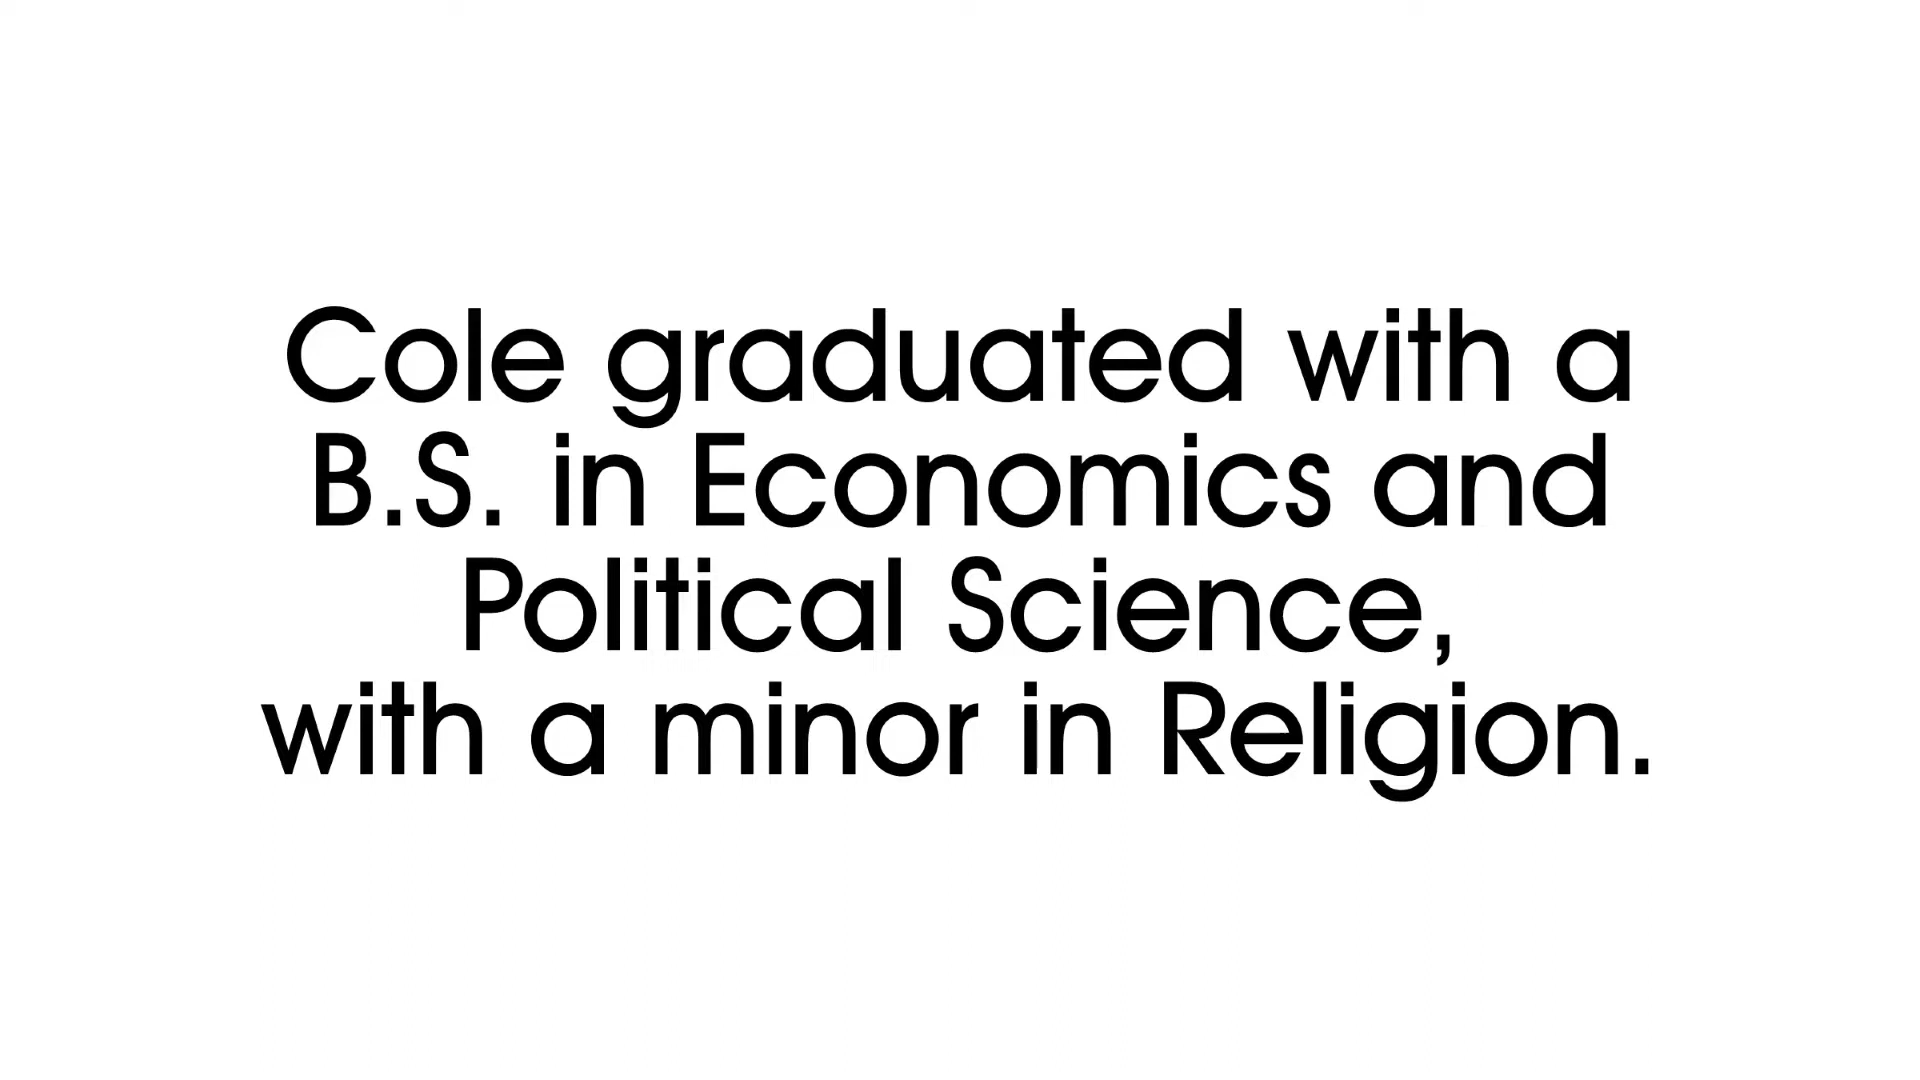 Cole graduated with a
B.S. in Economics and
Political Science,
with a minor in Religion.